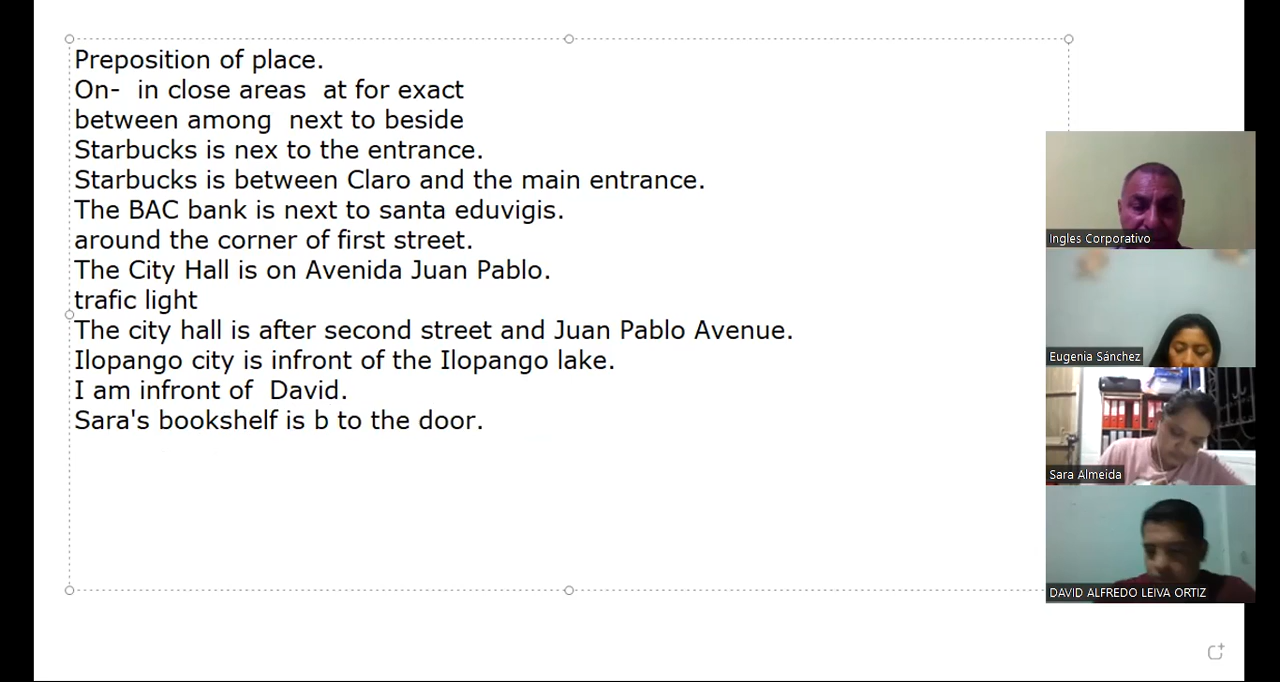 Preposition of place.
On-  in close areas  at for exact
between among  next to beside
Starbucks is nex to the entrance.
Starbucks is between Claro and the main entrance.
The BAC bank is next to santa eduvigis.
around the corner of first street.
The City Hall is on Avenida Juan Pablo.
trafic light
The city hall is after second street and Juan Pablo Avenue.
Ilopango city is infront of the Ilopango lake.
I am infront of  David.
Sara's bookshelf is b to the door.
Ingles Corporativo
Eugenia Sánchez
Sara Almeida
DAVID ALFREDO LEIVA ORTIZ